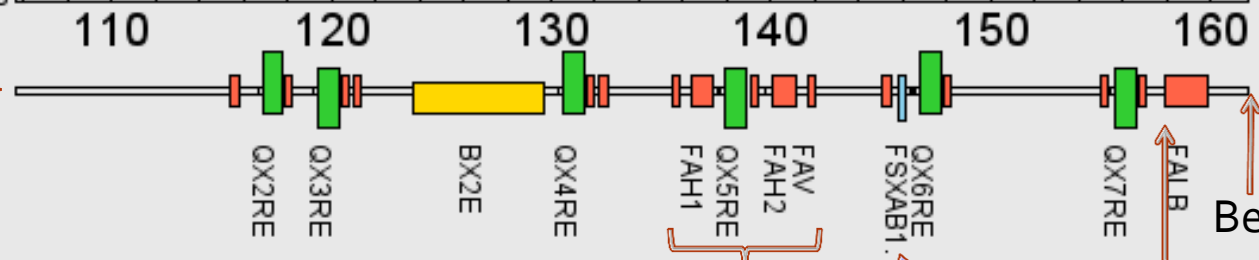 110 120 130 140 150 160
QX2RE
QX3RE
BX2E
QX4RE
FAH1
QX5RE
FAH2
FAV
FSXAB1.
QX6RE
QX7RE
FALB
Be